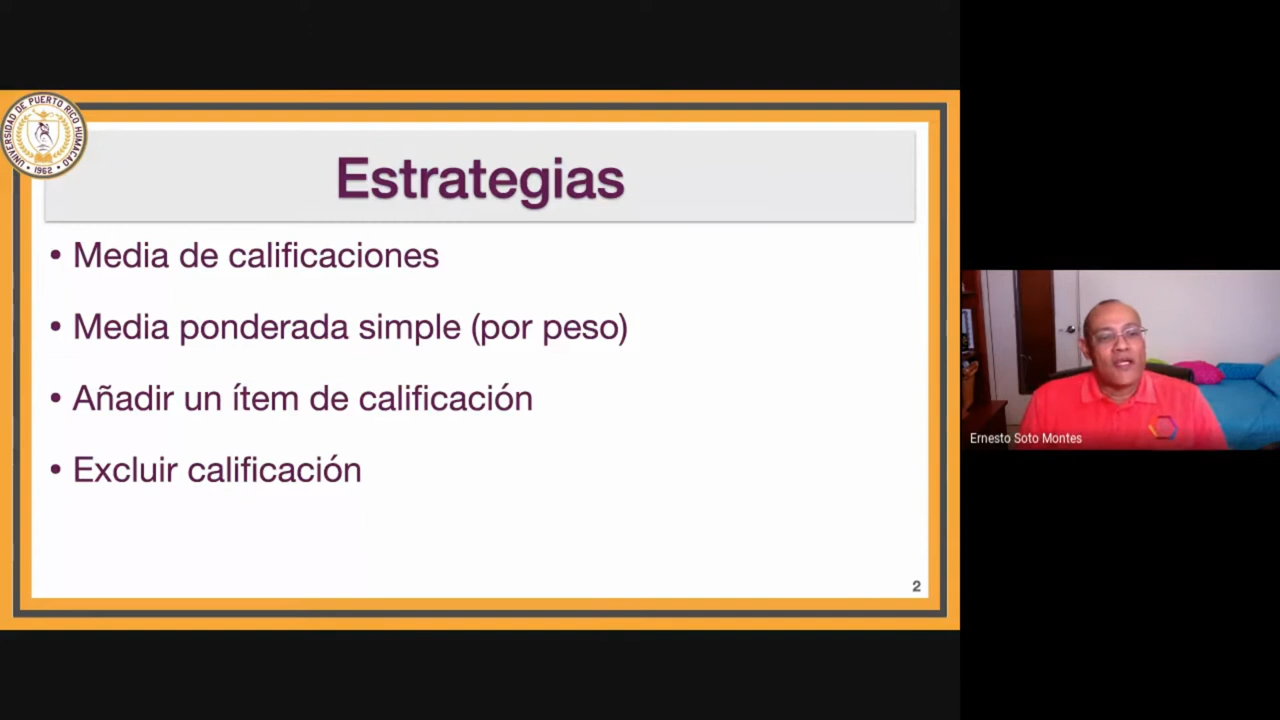 UNIVERSIDAD DE PUERTO RICO HUMACAO
• 1962 •
Estrategias
• Media de calificaciones
• Media ponderada simple (por peso)
• Añadir un ítem de calificación
• Excluir calificación
2
Ernesto Soto Montes